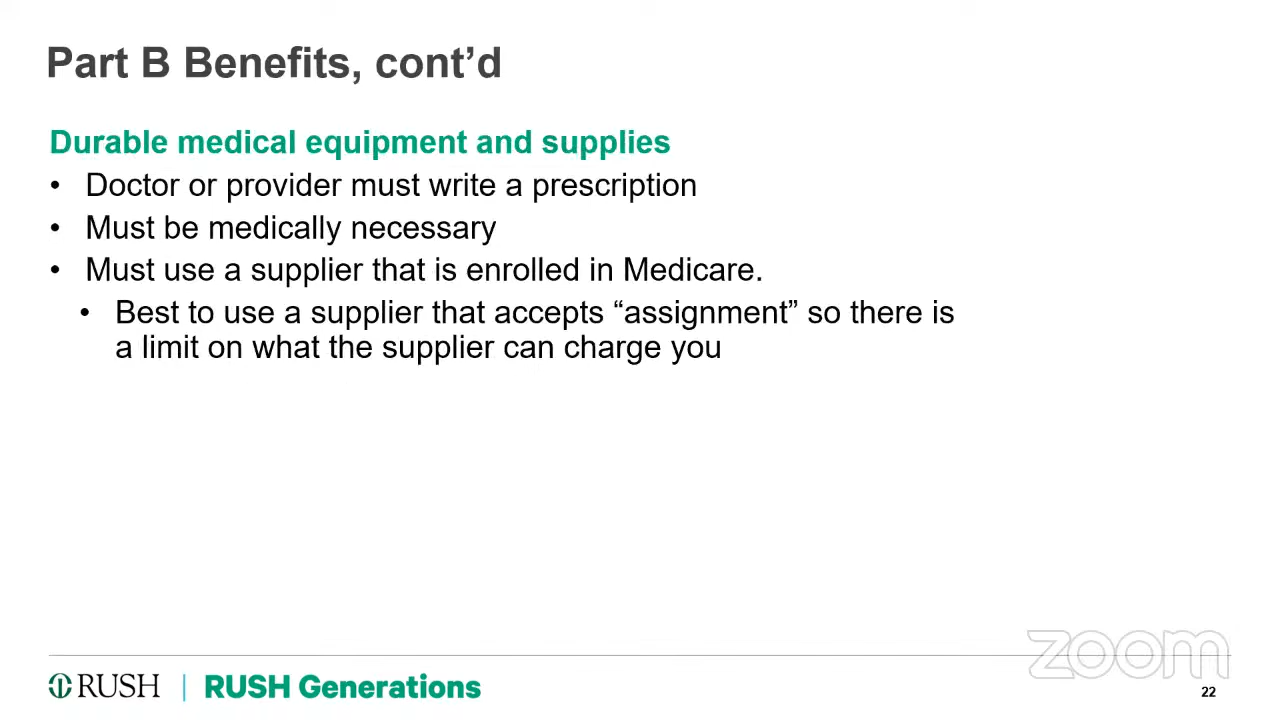 Part B Benefits, cont’d
Durable medical equipment and supplies
• Doctor or provider must write a prescription
• Must be medically necessary
• Must use a supplier that is enrolled in Medicare.
• Best to use a supplier that accepts “assignment” so there is
a limit on what the supplier can charge you
zoom
RUSH | RUSH Generations
22